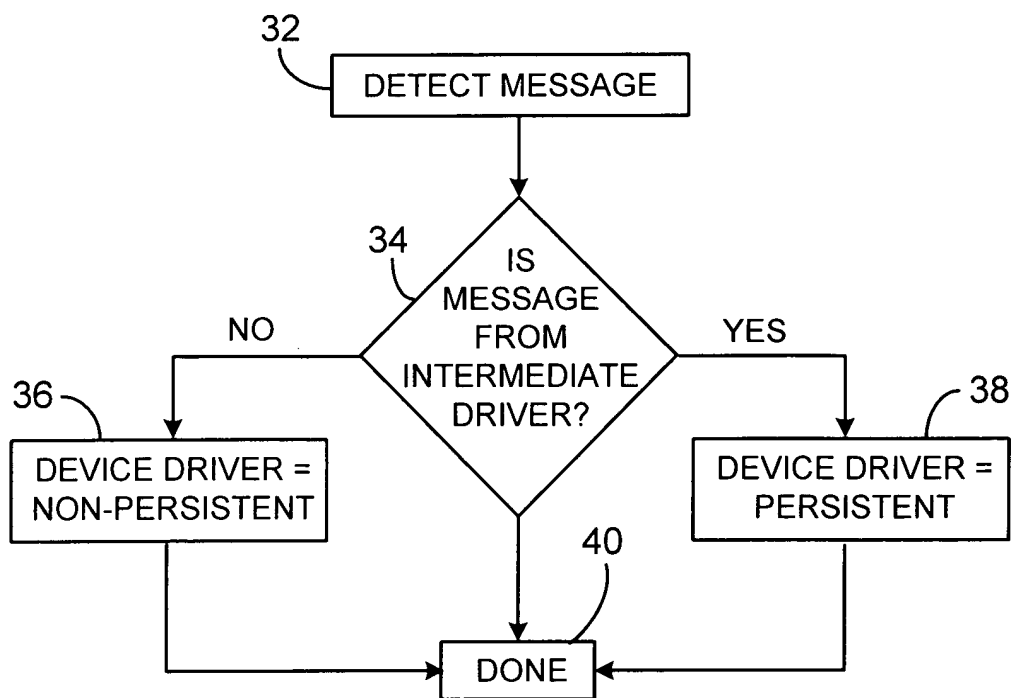 32
DETECT MESSAGE
34
IS
MESSAGE
FROM
INTERMEDIATE
DRIVER?
NO
YES
36
DEVICE DRIVER =
NON-PERSISTENT
38
DEVICE DRIVER =
PERSISTENT
40
DONE